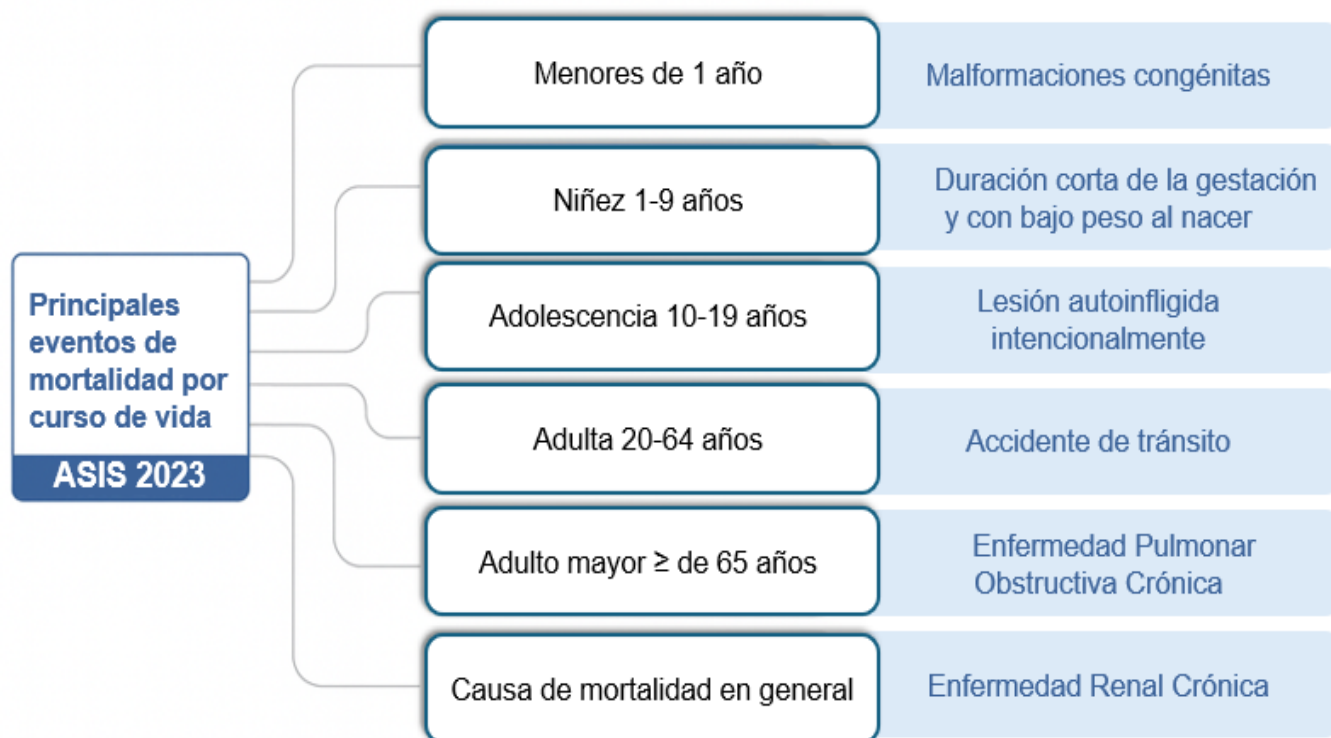 Principales
eventos de
mortalidad por
curso de vida
ASIS 2023
Menores de 1 año
Malformaciones congénitas
Niñez 1-9 años
Duración corta de la gestación
y con bajo peso al nacer
Adolescencia 10-19 años
Lesión autoinfligida
intencionalmente
Adulta 20-64 años
Accidente de tránsito
Adulto mayor ≥ de 65 años
Enfermedad Pulmonar
Obstructiva Crónica
Causa de mortalidad en general
Enfermedad Renal Crónica